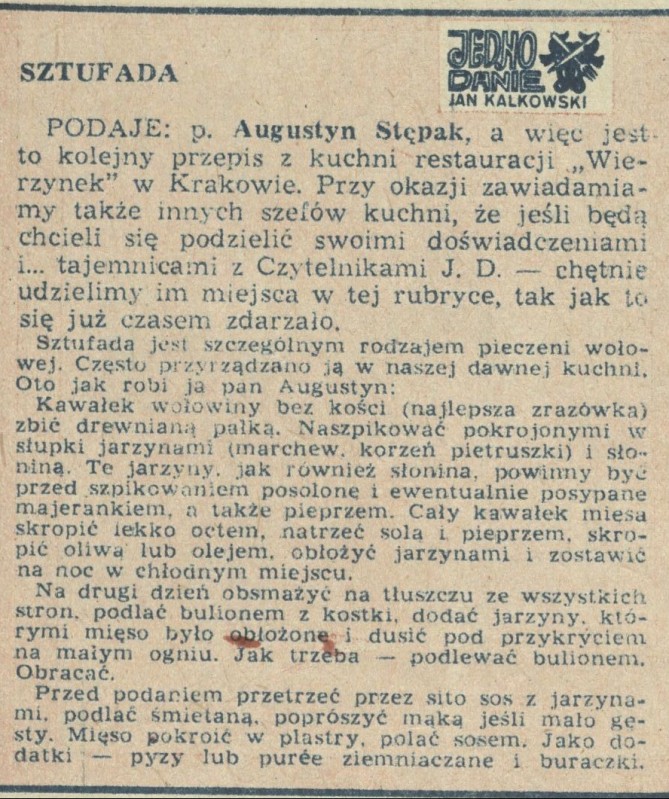 SZTUFADA
JEDNO
DANIE
JAN KALKOWSKI
PODAJE: p. Augustyn Stępak, a więc jest
to kolejny przepis z kuchni restauracji „Wie-
rzynek” w Krakowie. Przy okazji zawiadamia-
my także innych szefów kuchni, że jeśli będą
chcieli się podzielić swoimi doświadczeniami
i... tajemnicami z Czytelnikami J. D. — chętnie
udzielimy im miejsca w tej rubryce, tak jak to
się już czasem zdarzało.
Sztufada jest szczególnym rodzajem pieczeni woło-
wej. Często przyrządzano ją w naszej dawnej kuchni.
Oto jak robi ja pan Augustyn:
Kawałek wołowiny bez kości (najlepsza zrazówka)
zbić drewnianą pałką. Naszpikować pokrojonymi w
słupki jarzynami (marchew, korzeń pietruszki) i sło-
niną. Te jarzyny, jak również słonina, powinny być
przed szpikowaniem posolone i ewentualnie posypane
majerankiem, a także pieprzem. Cały kawałek miesa
skropić lekko octem, natrzeć sola i pieprzem, skro-
pić oliwa lub olejem, obłożyć jarzynami i zostawić
na noc w chłodnym miejscu.
Na drugi dzień obsmażyć na tłuszczu ze wszystkich
stron, podlać bulionem z kostki, dodać jarzyny, któ-
rymi mięso było obłożone i dusić pod przykryciem
na małym ogniu. Jak trzeba — podlewać bulionem.
Obracać.
Przed podaniem przetrzeć przez sito sos z jarzyna-
mi, podlać śmietaną, poprószyć mąką jeśli mało gę-
sty. Mięso pokroić w plastry, polać sosem. Jako do-
datki — pyzy lub purée ziemniaczane i buraczki.